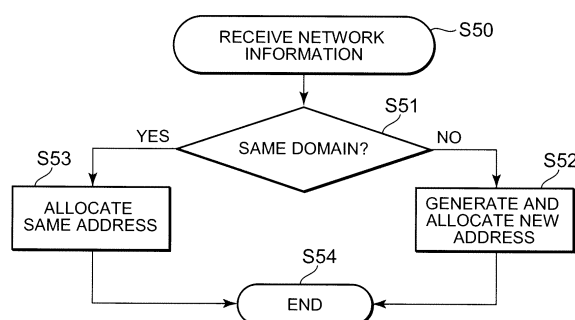 RECEIVE NETWORK
INFORMATION
S50
S51
SAME DOMAIN?
YES
NO
S53
ALLOCATE
SAME ADDRESS
S52
GENERATE AND
ALLOCATE NEW
ADDRESS
S54
END